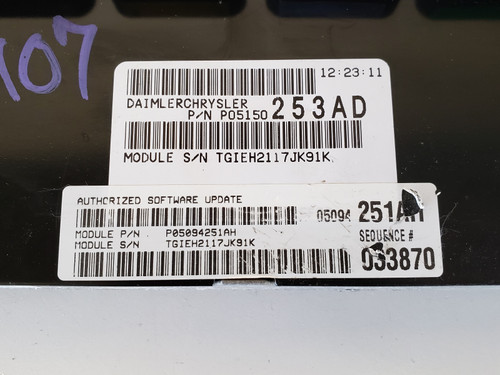 107
12:23:11
DAIMLERCHRYSLER
P/N P05150 253AD
MODULE S/N TGIEH2117JK91K
AUTHORIZED SOFTWARE UPDATE
05094 251AH
MODULE P/N P05094251AH
MODULE S/N TGIEH2117JK91K
SEQUENCE #
033870